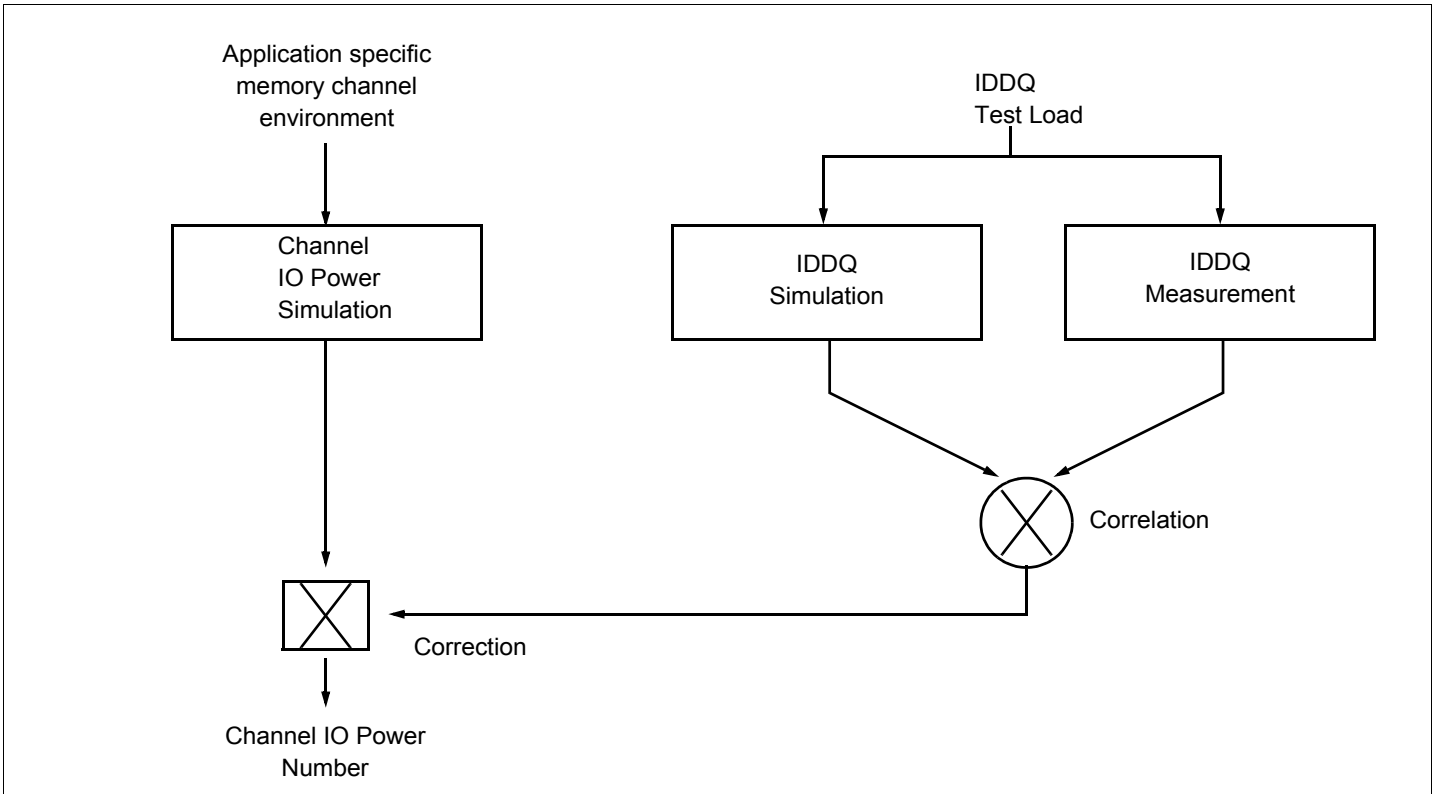 Application specific
memory channel
environment
IDDQ
Test Load
Channel
IO Power
Simulation
IDDQ
Simulation
IDDQ
Measurement
Correlation
Correction
Channel IO Power
Number